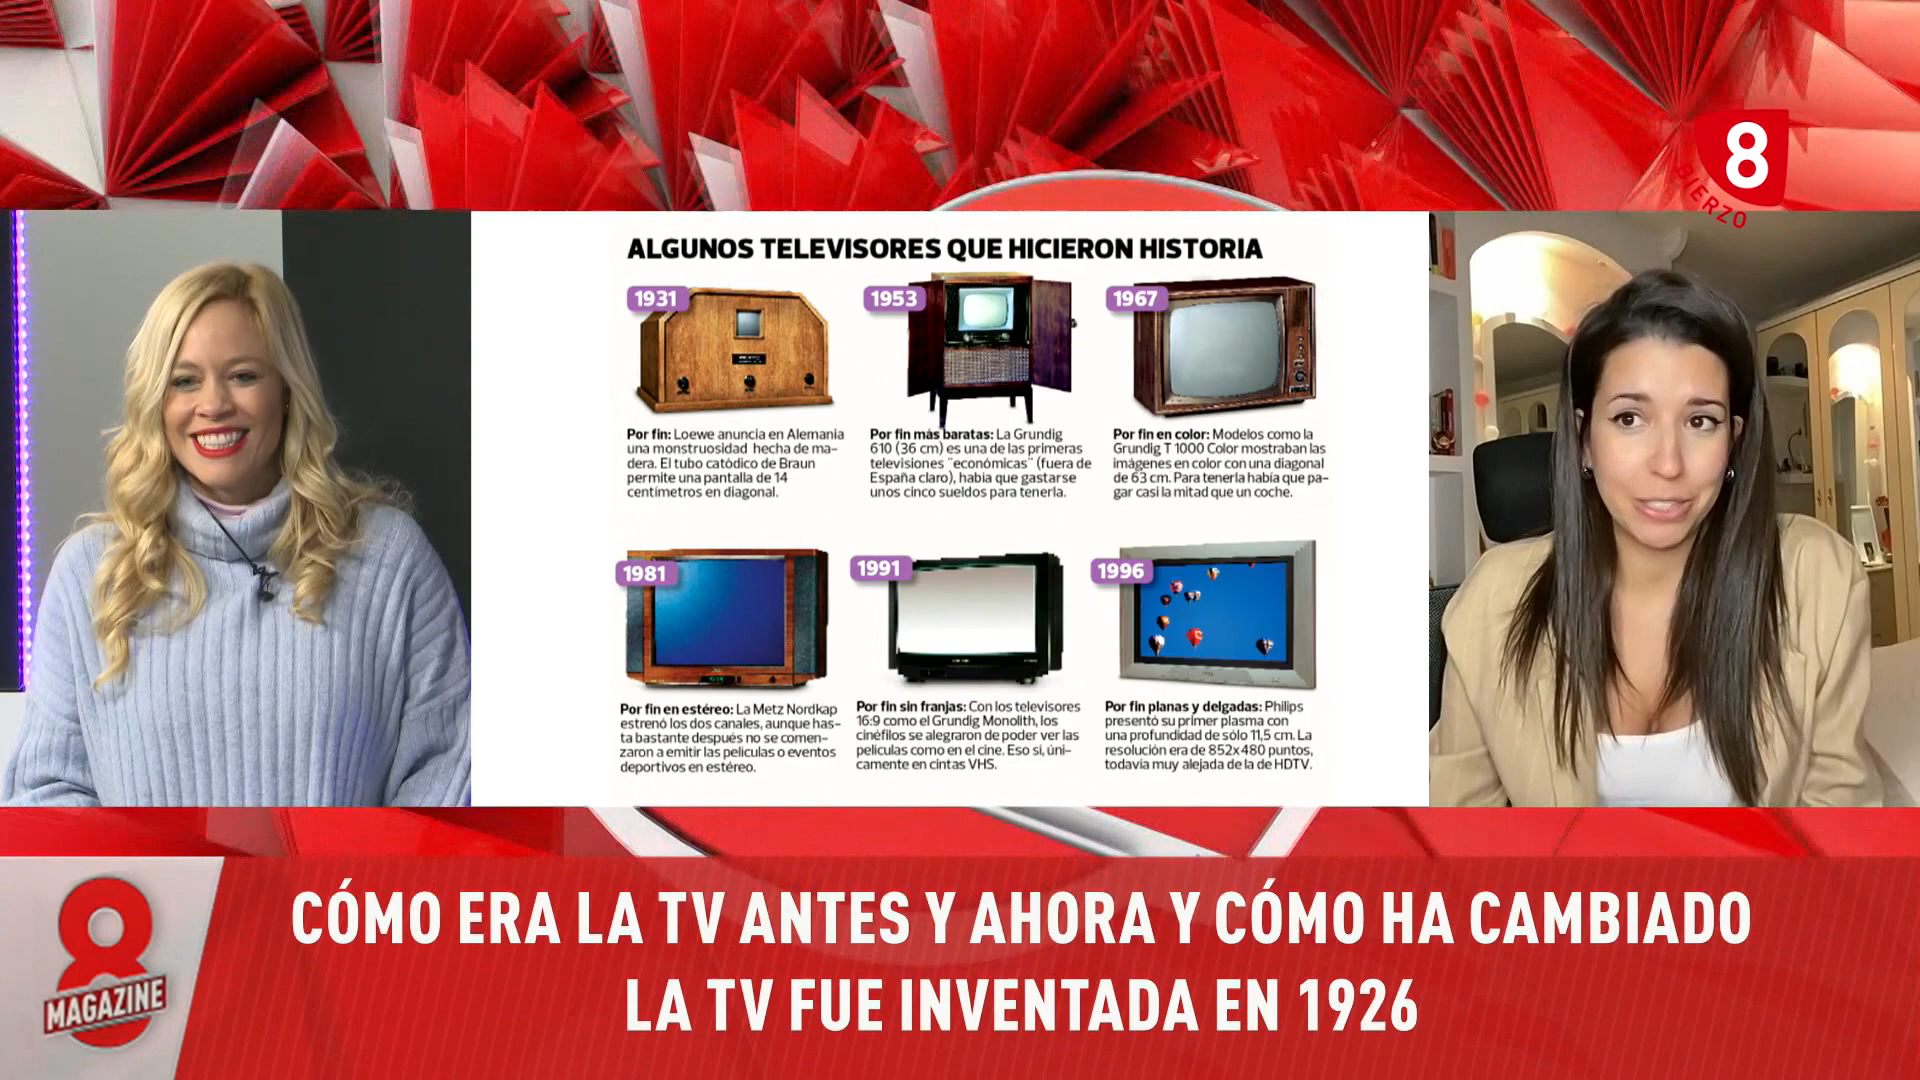 8
BIERZO
ALGUNOS TELEVISORES QUE HICIERON HISTORIA
1931
Por fin: Loewe anuncia en Alemania
una monstruosidad hecha de ma-
dera. El tubo catódico de Braun
permite una pantalla de 14
centímetros en diagonal.
1953
Por fin más baratas: La Grundig
610 (36 cm) es una de las primeras
televisiones ¨económicas¨ (fuera de
España claro), había que gastarse
unos cinco sueldos para tenerla.
1967
Por fin en color: Modelos como la
Grundig T 1000 Color mostraban las
imágenes en color con una diagonal
de 63 cm. Para tenerla había que pa-
gar casi la mitad que un coche.
1981
Por fin en estéreo: La Metz Nordkap
estrenó los dos canales, aunque has-
ta bastante después no se comen-
zaron a emitir las películas o eventos
deportivos en estéreo.
1991
Por fin sin franjas: Con los televisores
16:9 como el Grundig Monolith, los
cinéfilos se alegraron de poder ver las
películas como en el cine. Eso sí, úni-
camente en cintas VHS.
1996
Por fin planas y delgadas: Philips
presentó su primer plasma con
una profundidad de sólo 11,5 cm. La
resolución era de 852x480 puntos,
todavía muy alejada de la de HDTV.
8
MAGAZINE
CÓMO ERA LA TV ANTES Y AHORA Y CÓMO HA CAMBIADO
LA TV FUE INVENTADA EN 1926